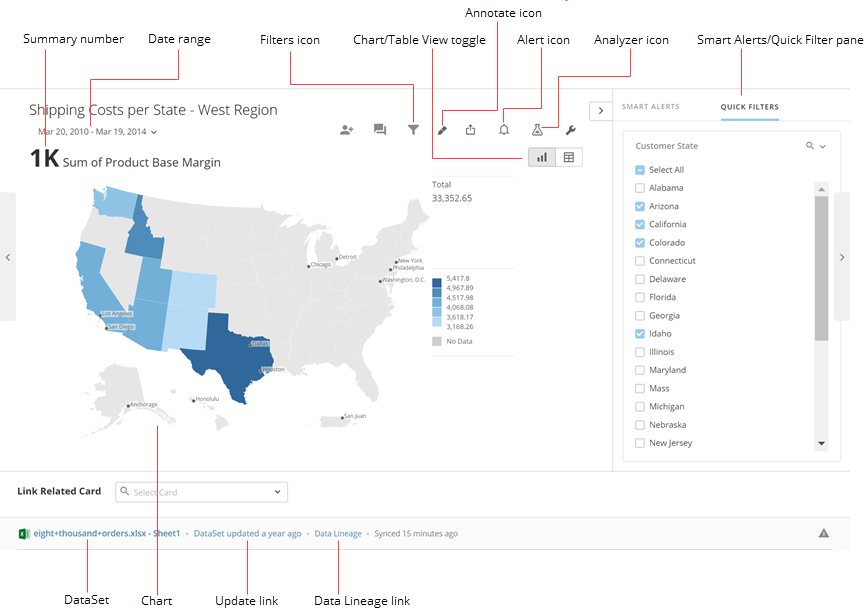 Annotate icon
Summary number
Date range
Filters icon
Chart/Table View toggle
Alert icon
Analyzer icon
Smart Alerts/Quick Filter pane
Shipping Costs per State - West Region
Mar 20, 2010 - Mar 19, 2014
1K Sum of Product Base Margin
Total
33,352.65
Chicago
Detroit
New York
Philadelphia
Washington, D.C.
Los Angeles
San Diego
Dallas
Houston
Anchorage
Honolulu
San Juan
5,417.8
4,967.89
4,517.98
4,068.08
3,618.17
3,168.26
No Data
SMART ALERTS
QUICK FILTERS
Customer State
Select All
Alabama
Arizona
California
Colorado
Connecticut
Delaware
Florida
Georgia
Idaho
Illinois
Maryland
Mass
Michigan
Nebraska
New Jersey
Link Related Card
Select Card
eight+thousand+orders.xlsx - Sheet1 • DataSet updated a year ago • Data Lineage • Synced 15 minutes ago
DataSet
Chart
Update link
Data Lineage link